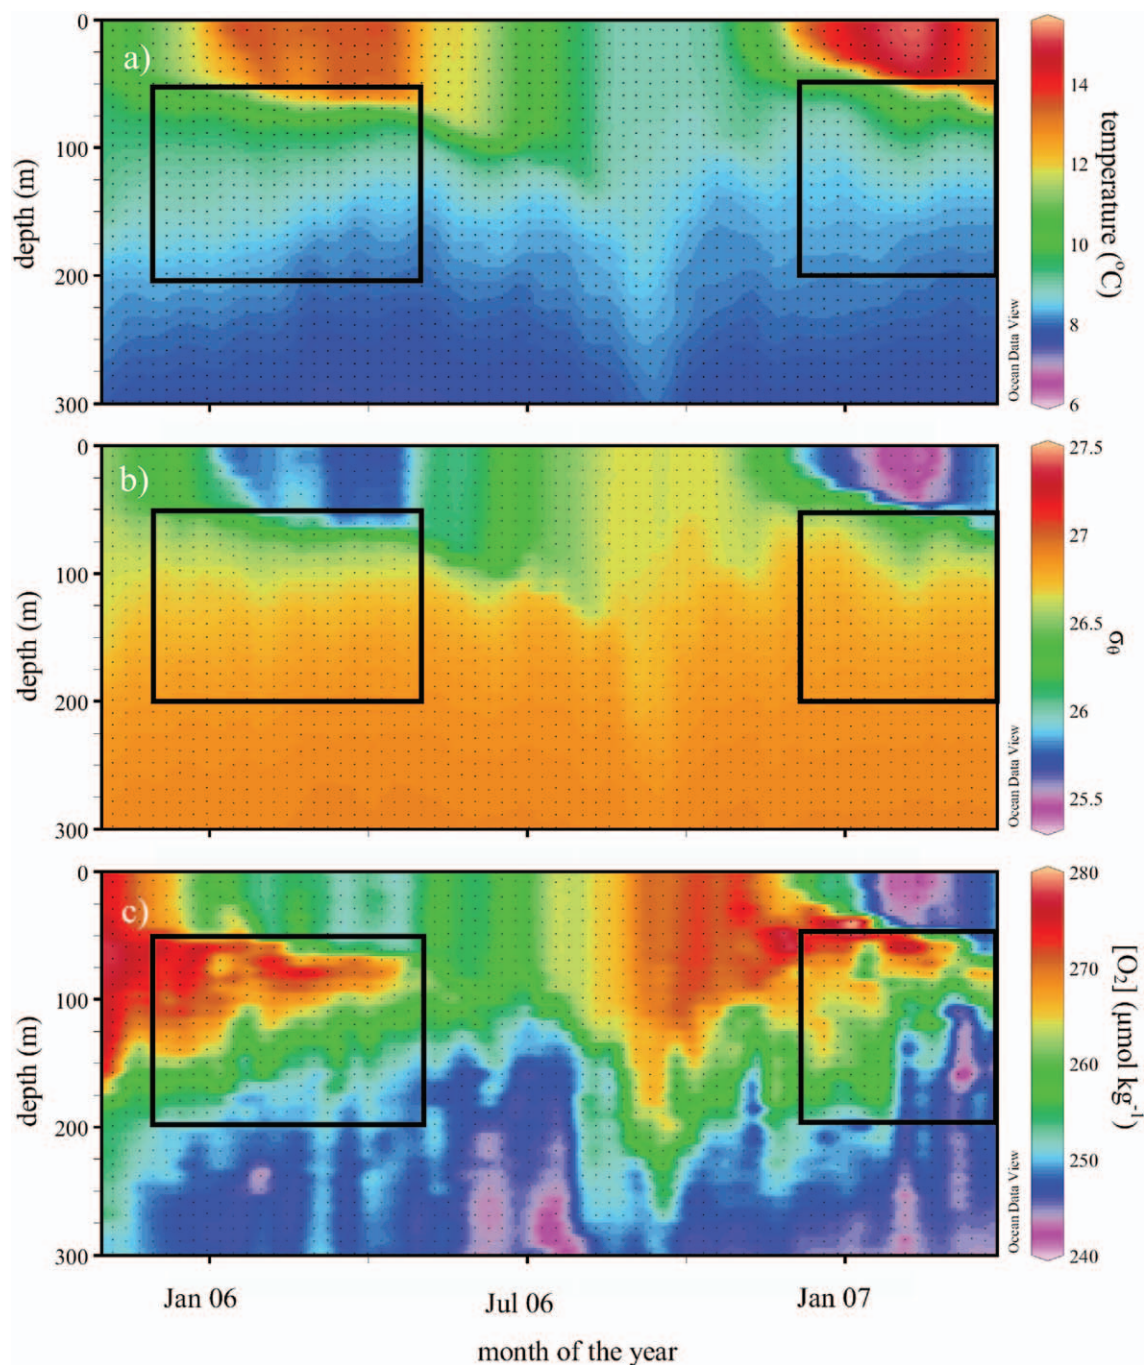 a)
0
100
200
300
depth (m)
14
12
10
8
6
temperature (°C)
Ocean Data View
b)
0
100
200
300
depth (m)
27.5
27
26.5
26
25.5
σθ
Ocean Data View
c)
0
100
200
300
depth (m)
280
270
260
250
240
[O₂] (μmol kg⁻¹)
Ocean Data View
Jan 06
Jul 06
Jan 07
month of the year